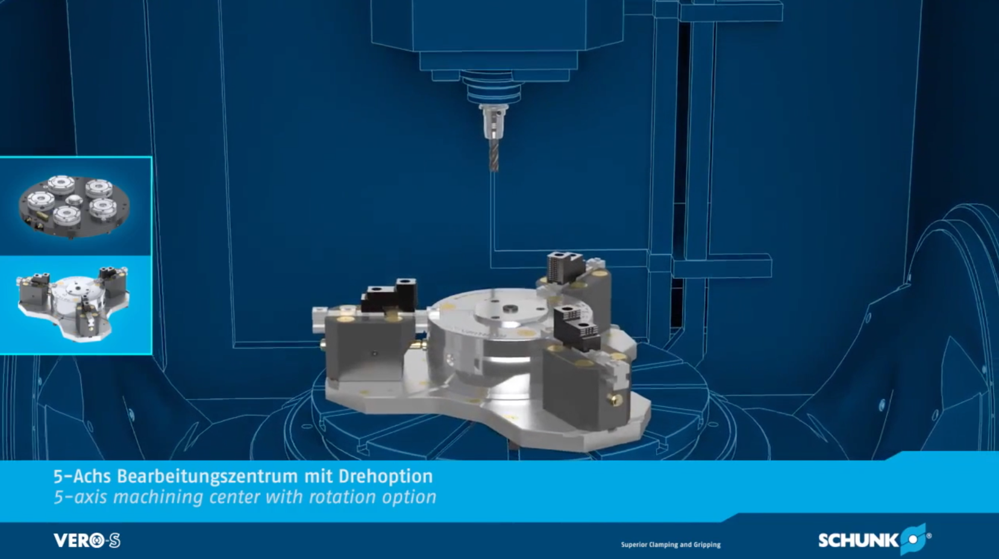 5-Achs Bearbeitungszentrum mit Drehoption
5-axis machining center with rotation option
VERO-S
Superior Clamping and Gripping
SCHUNK®